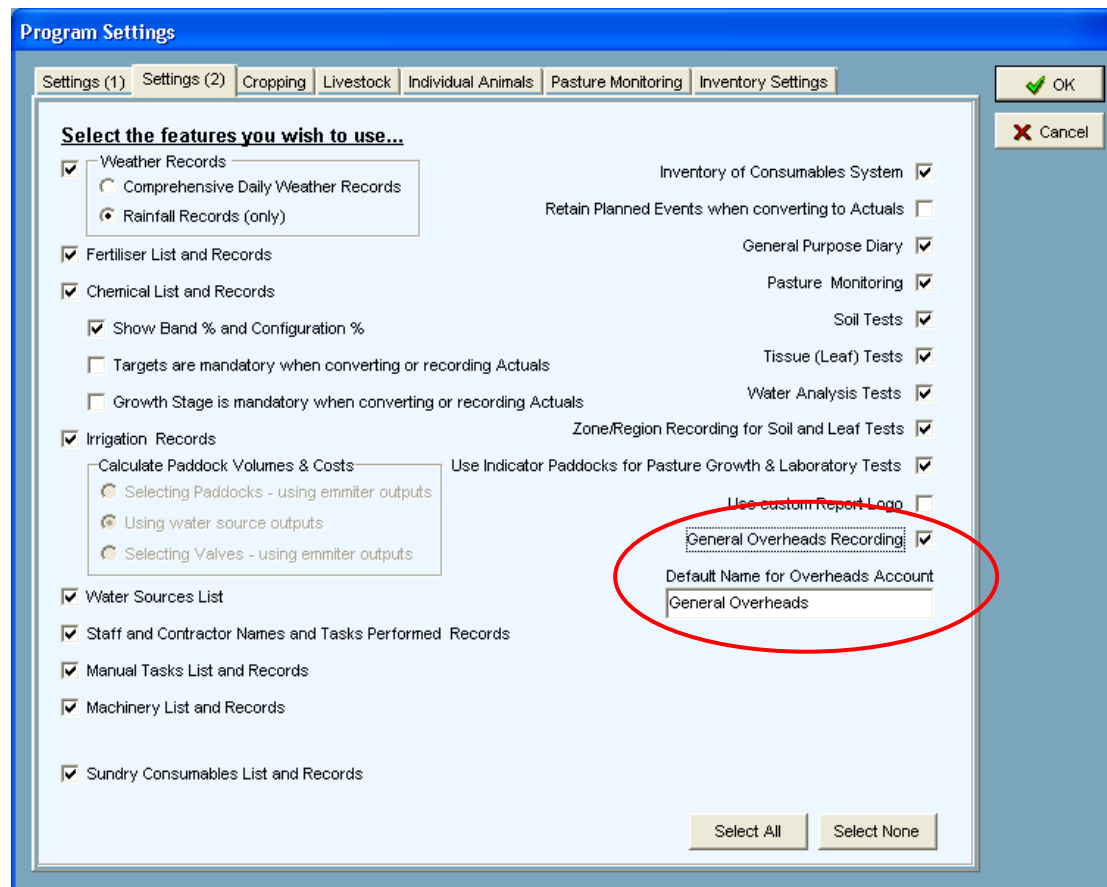 Program Settings
Settings (1) Settings (2) Cropping Livestock Individual Animals Pasture Monitoring Inventory Settings
OK
Cancel
Select the features you wish to use...
Weather Records
Comprehensive Daily Weather Records
Rainfall Records (only)
Fertiliser List and Records
Chemical List and Records
Show Band % and Configuration %
Targets are mandatory when converting or recording Actuals
Growth Stage is mandatory when converting or recording Actuals
Irrigation Records
Calculate Paddock Volumes & Costs
Selecting Paddocks - using emmiter outputs
Using water source outputs
Selecting Valves - using emmiter outputs
Water Sources List
Staff and Contractor Names and Tasks Performed Records
Manual Tasks List and Records
Machinery List and Records
Sundry Consumables List and Records
Inventory of Consumables System
Retain Planned Events when converting to Actuals
General Purpose Diary
Pasture Monitoring
Soil Tests
Tissue (Leaf) Tests
Water Analysis Tests
Zone/Region Recording for Soil and Leaf Tests
Use Indicator Paddocks for Pasture Growth & Laboratory Tests
Use custom Report Logo
General Overheads Recording
Default Name for Overheads Account
General Overheads
Select All
Select None